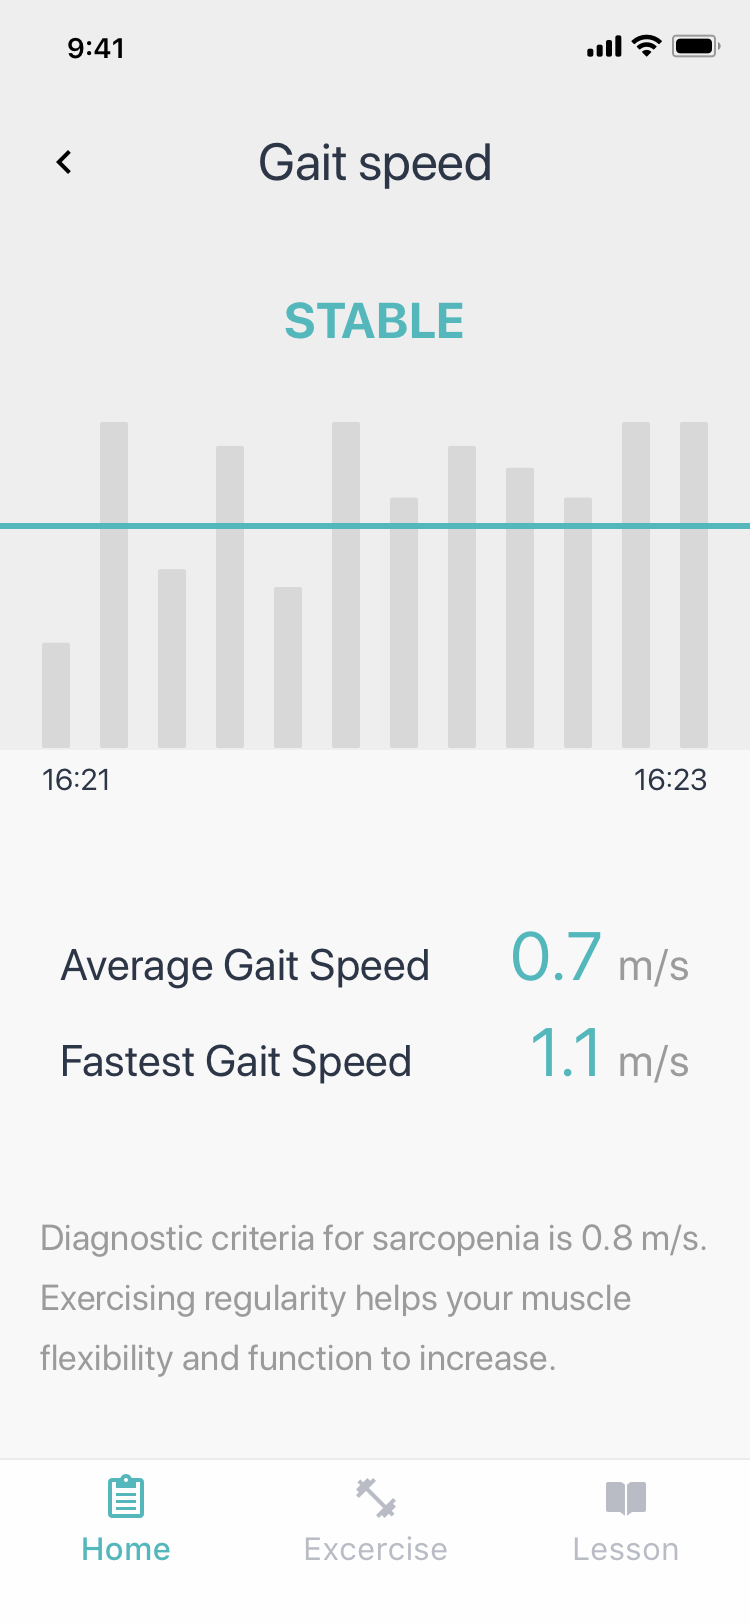 9:41
Gait speed
STABLE
16:21 16:23
Average Gait Speed 0.7 m/s
Fastest Gait Speed 1.1 m/s
Diagnostic criteria for sarcopenia is 0.8 m/s.
Exercising regularity helps your muscle
flexibility and function to increase.
Home Excercise Lesson